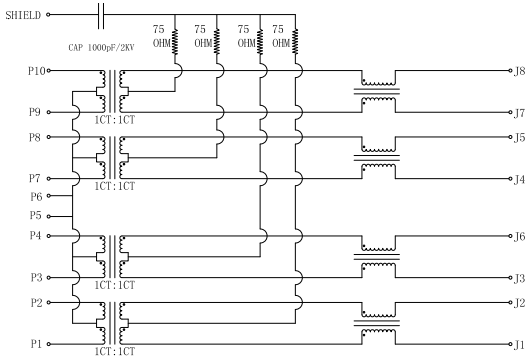 SHIELD
75 OHM
75 OHM
75 OHM
75 OHM
CAP 1000pF/2KV
P10
J8
P9
J7
1CT:1CT
P8
J5
P7
J4
1CT:1CT
P6
P5
P4
J6
P3
J3
1CT:1CT
P2
J2
P1
J1
1CT:1CT